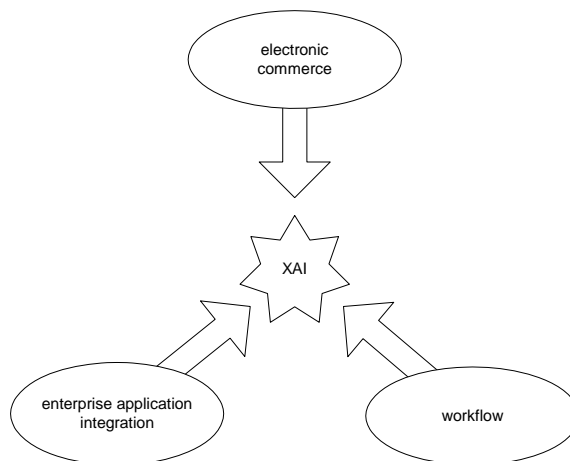 electronic
commerce
XAI
enterprise application
integration
workflow